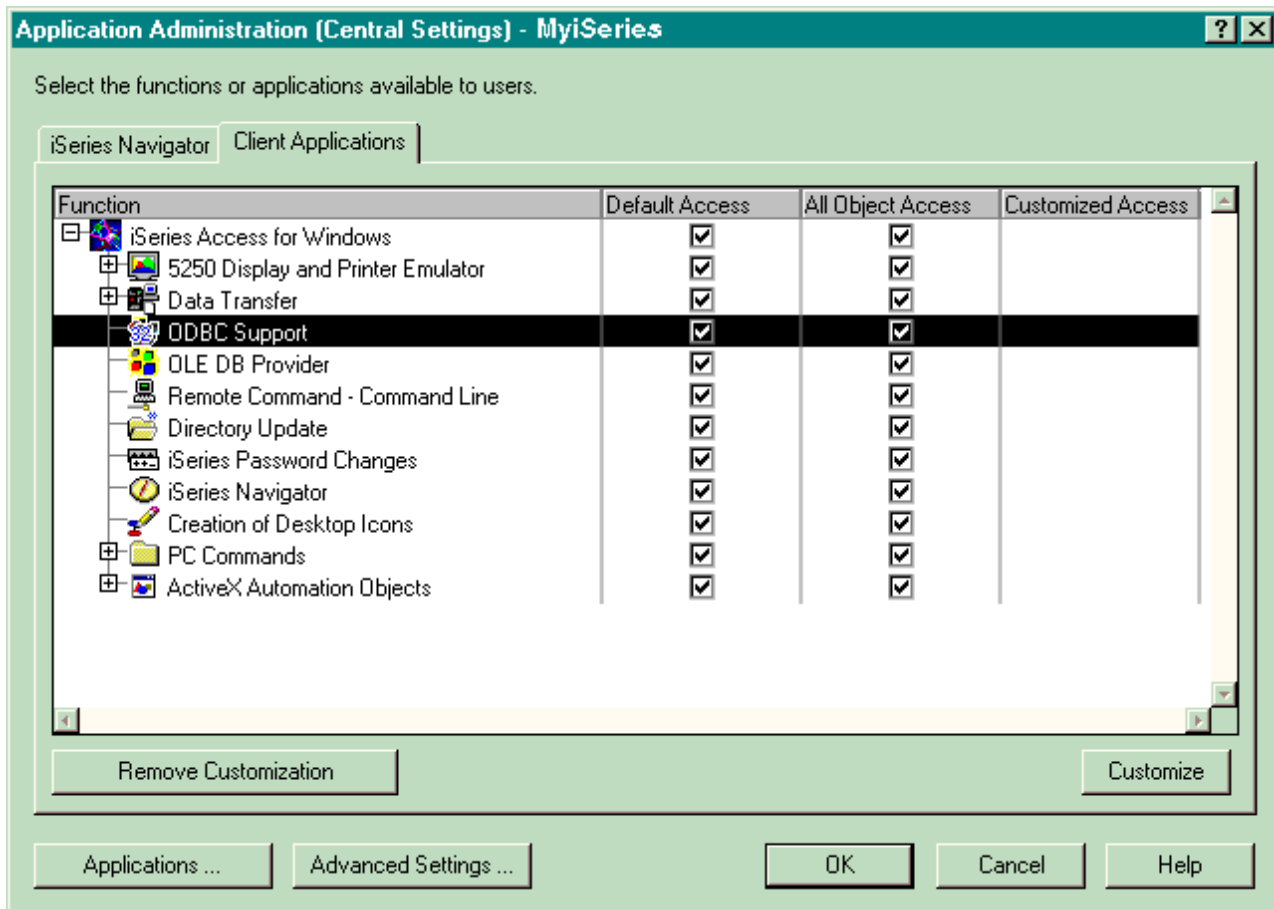 Application Administration (Central Settings) - MyiSeries
Select the functions or applications available to users.
iSeries Navigator Client Applications
Function Default Access All Object Access Customized Access
iSeries Access for Windows
5250 Display and Printer Emulator
Data Transfer
32 ODBC Support
OLE DB Provider
Remote Command - Command Line
Directory Update
iSeries Password Changes
iSeries Navigator
Creation of Desktop Icons
PC Commands
ActiveX Automation Objects
Remove Customization Customize
Applications ... Advanced Settings ... OK Cancel Help